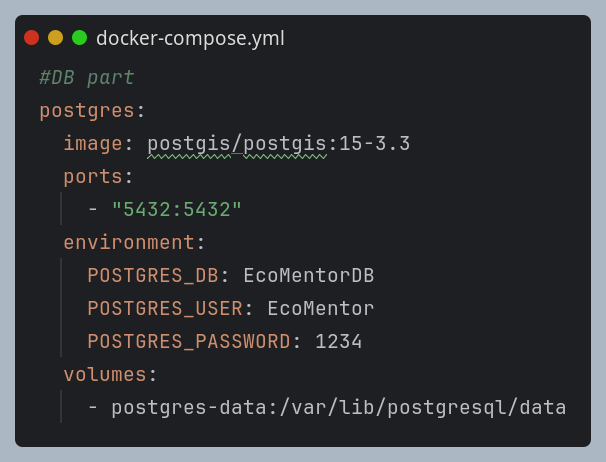 docker-compose.yml
#DB part
postgres:
  image: postgis/postgis:15-3.3
  ports:
    - "5432:5432"
  environment:
    POSTGRES_DB: EcoMentorDB
    POSTGRES_USER: EcoMentor
    POSTGRES_PASSWORD: 1234
  volumes:
    - postgres-data:/var/lib/postgresql/data